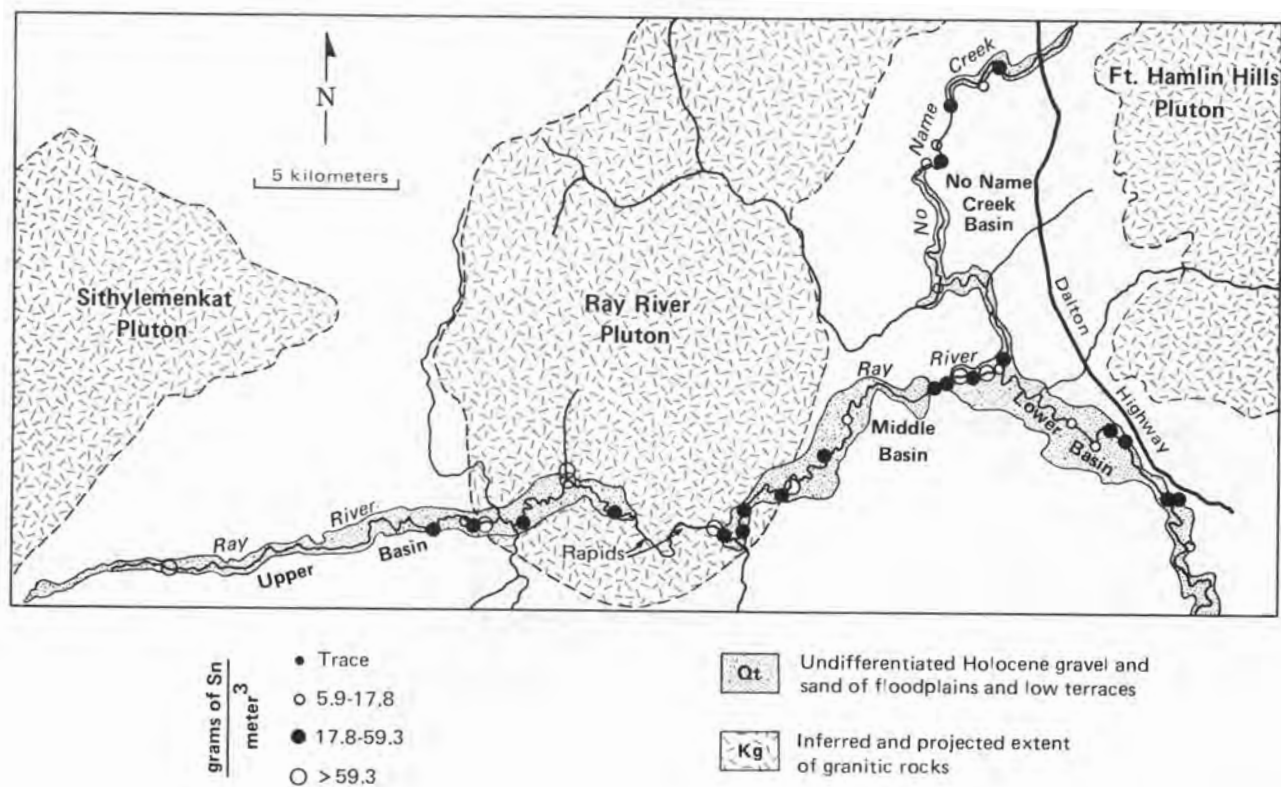 N
5 kilometers
Sithylemenkat
Pluton
Ray River
Pluton
Ft. Hamlin Hills
Pluton
No Name Creek
No Name
Creek
Basin
Dalton Highway
Ray River
Middle
Basin
Lower
Basin
Rapids
Ray River
Upper Basin
grams of Sn
meter³
Trace
5.9-17.8
17.8-59.3
>59.3
Qt
Undifferentiated Holocene gravel and
sand of floodplains and low terraces
Kg
Inferred and projected extent
of granitic rocks